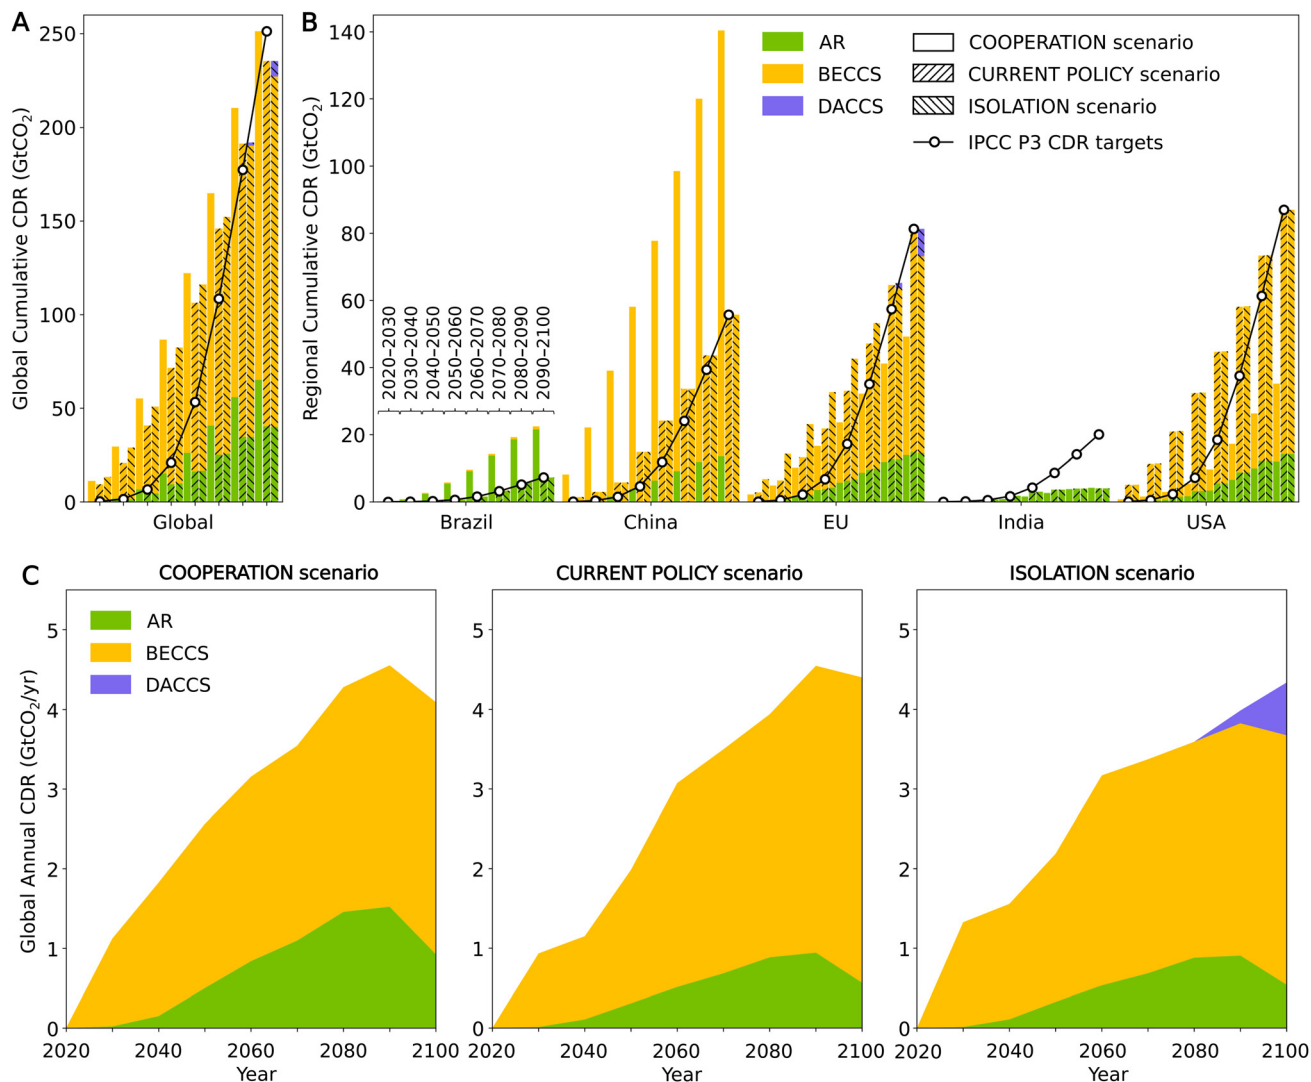 A
Global Cumulative CDR (GtCO₂)
250
200
150
100
50
0
Global
B
Regional Cumulative CDR (GtCO₂)
140
120
100
80
60
40
20
0
AR
BECCS
DACCS
COOPERATION scenario
CURRENT POLICY scenario
ISOLATION scenario
IPCC P3 CDR targets
2020–2030
2030–2040
2040–2050
2050–2060
2060–2070
2070–2080
2080–2090
2090–2100
Brazil
China
EU
India
USA
C
COOPERATION scenario
Global Annual CDR (GtCO₂/yr)
5
4
3
2
1
0
AR
BECCS
DACCS
2020
2040
2060
2080
2100
Year
CURRENT POLICY scenario
5
4
3
2
1
0
2020
2040
2060
2080
2100
Year
ISOLATION scenario
5
4
3
2
1
0
2020
2040
2060
2080
2100
Year